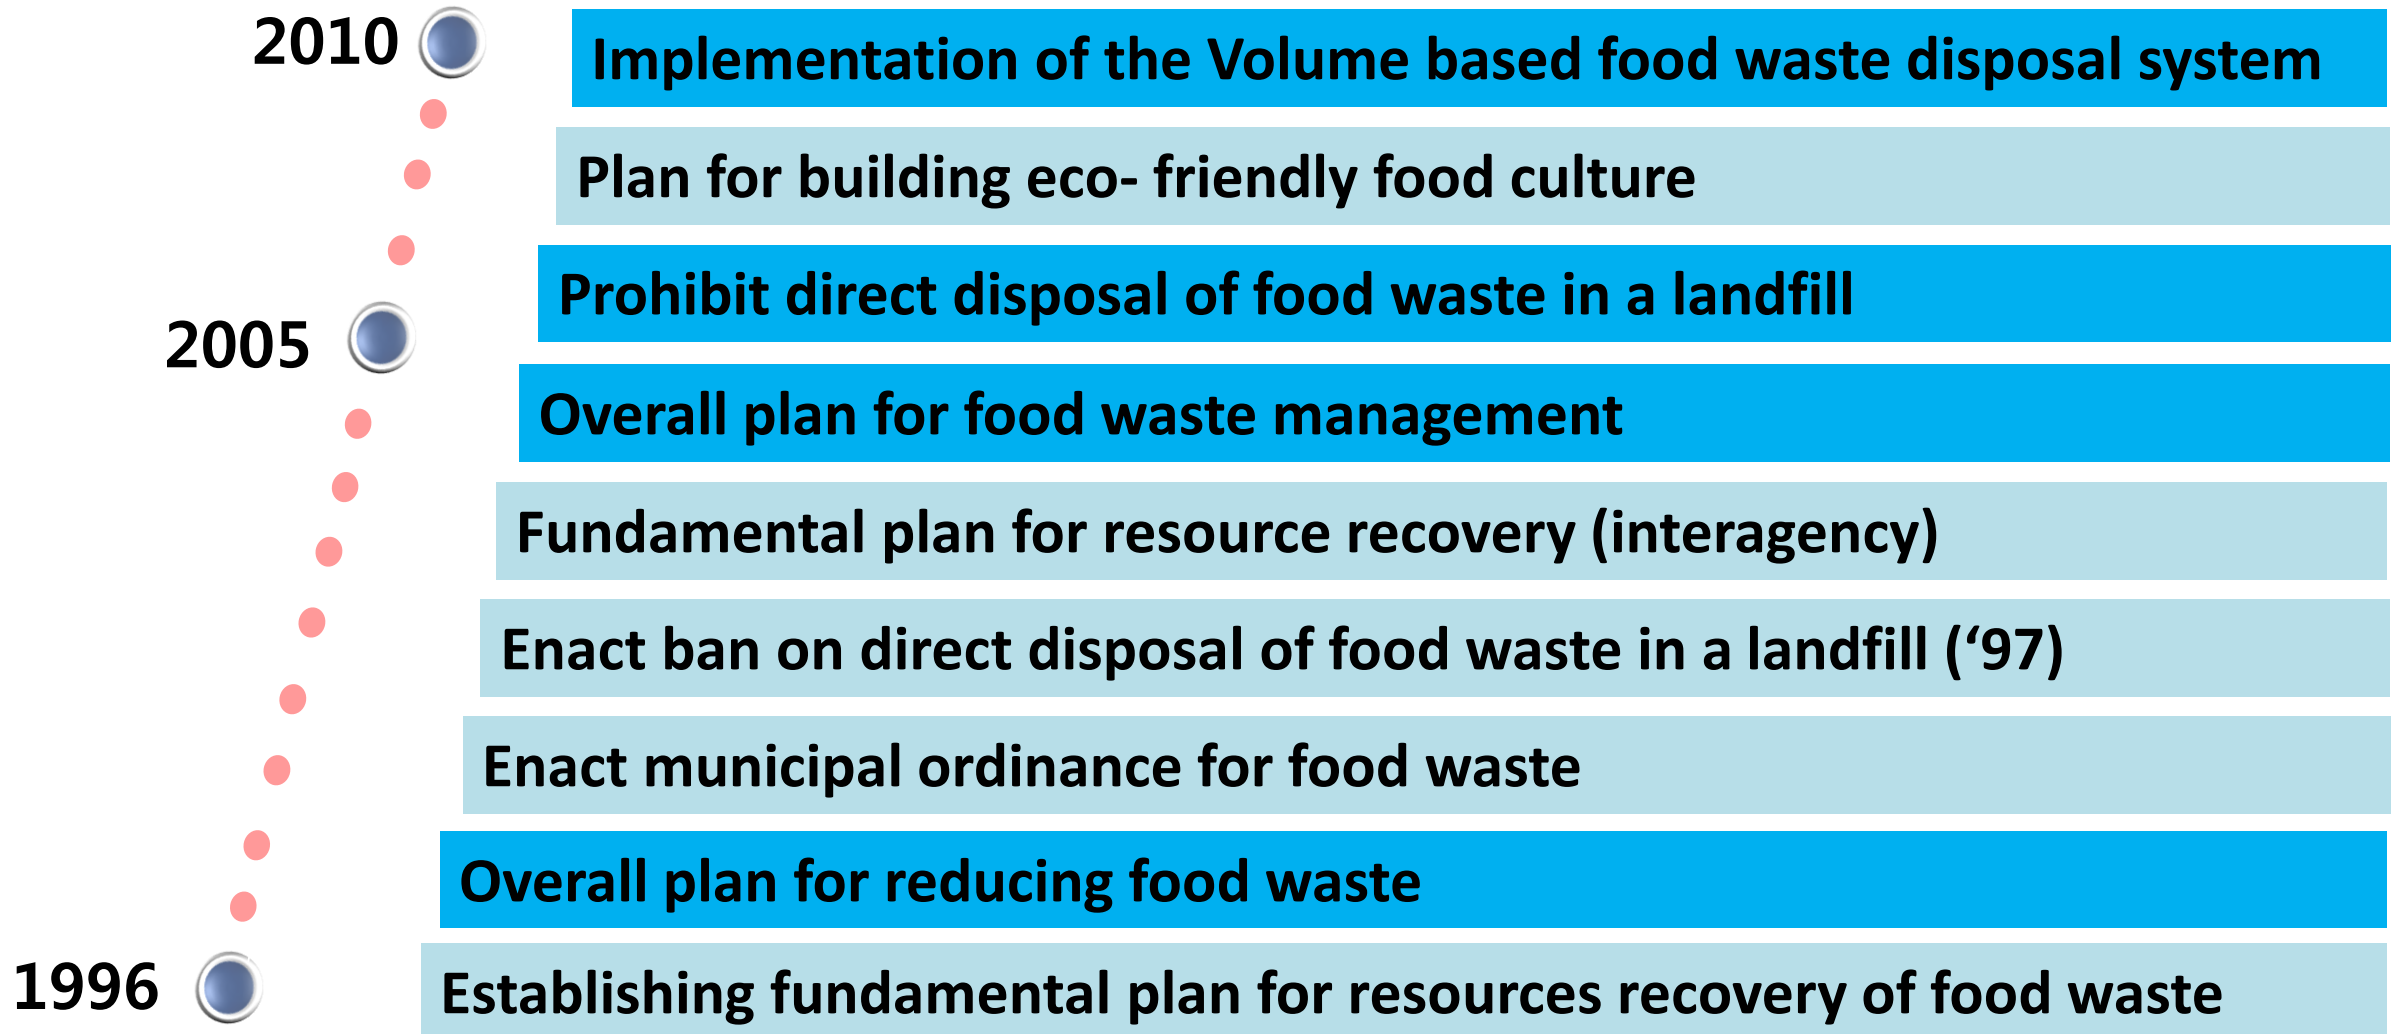 2010
Implementation of the Volume based food waste disposal system
Plan for building eco- friendly food culture
Prohibit direct disposal of food waste in a landfill
2005
Overall plan for food waste management
Fundamental plan for resource recovery (interagency)
Enact ban on direct disposal of food waste in a landfill (‘97)
Enact municipal ordinance for food waste
Overall plan for reducing food waste
1996
Establishing fundamental plan for resources recovery of food waste